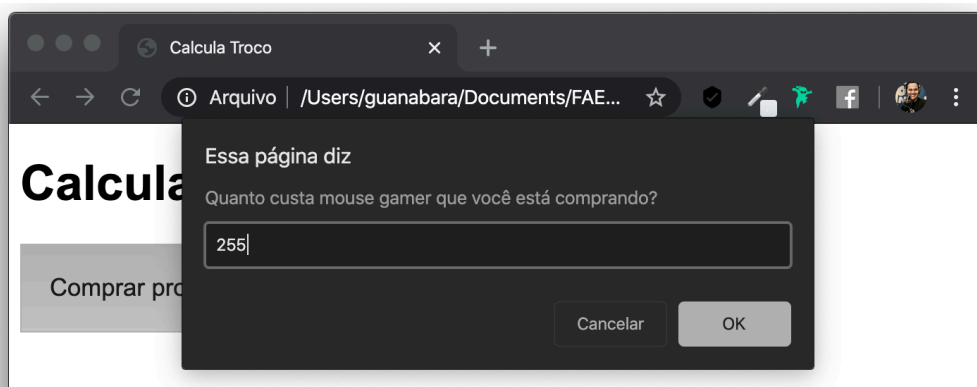 Calcula Troco
Arquivo | /Users/guanabara/Documents/FAE...
Essa página diz
Calcula
Quanto custa mouse gamer que você está comprando?
255
Comprar pro
Cancelar
OK